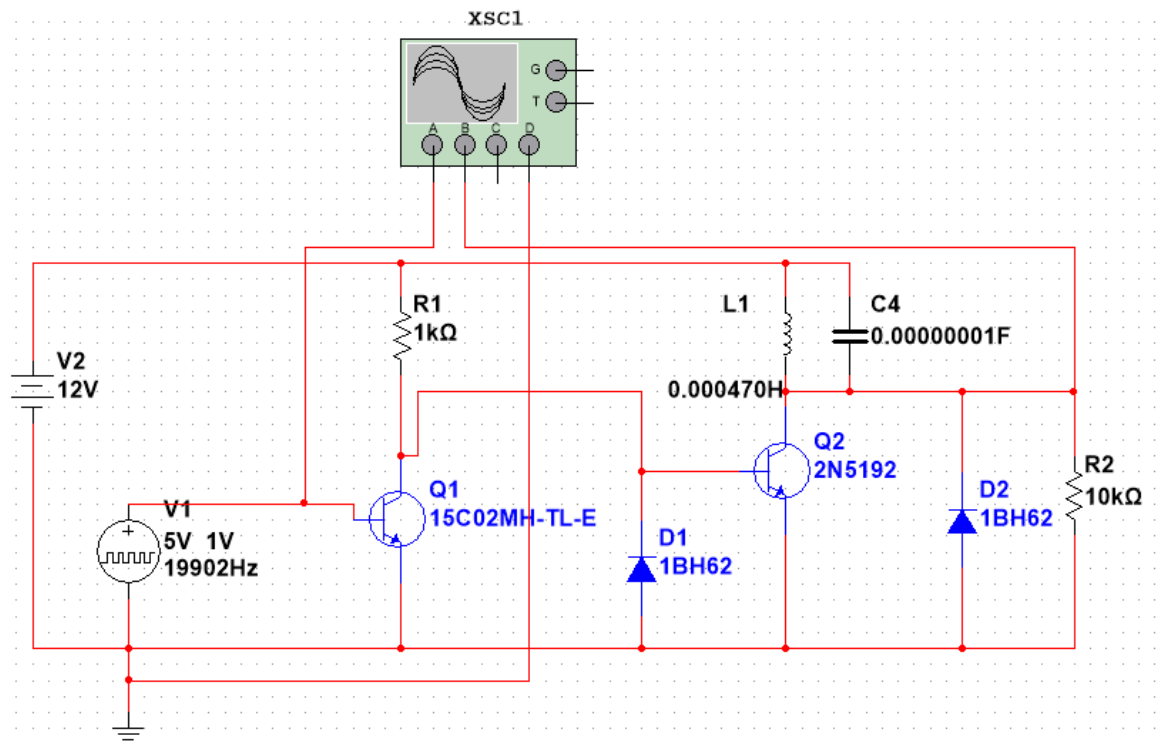 XSC1
G
T
A B C D
V2
12V
R1
1kΩ
L1
0.000470H
C4
0.00000001F
V1
5V 1V
19902Hz
Q1
15C02MH-TL-E
D1
1BH62
Q2
2N5192
D2
1BH62
R2
10kΩ